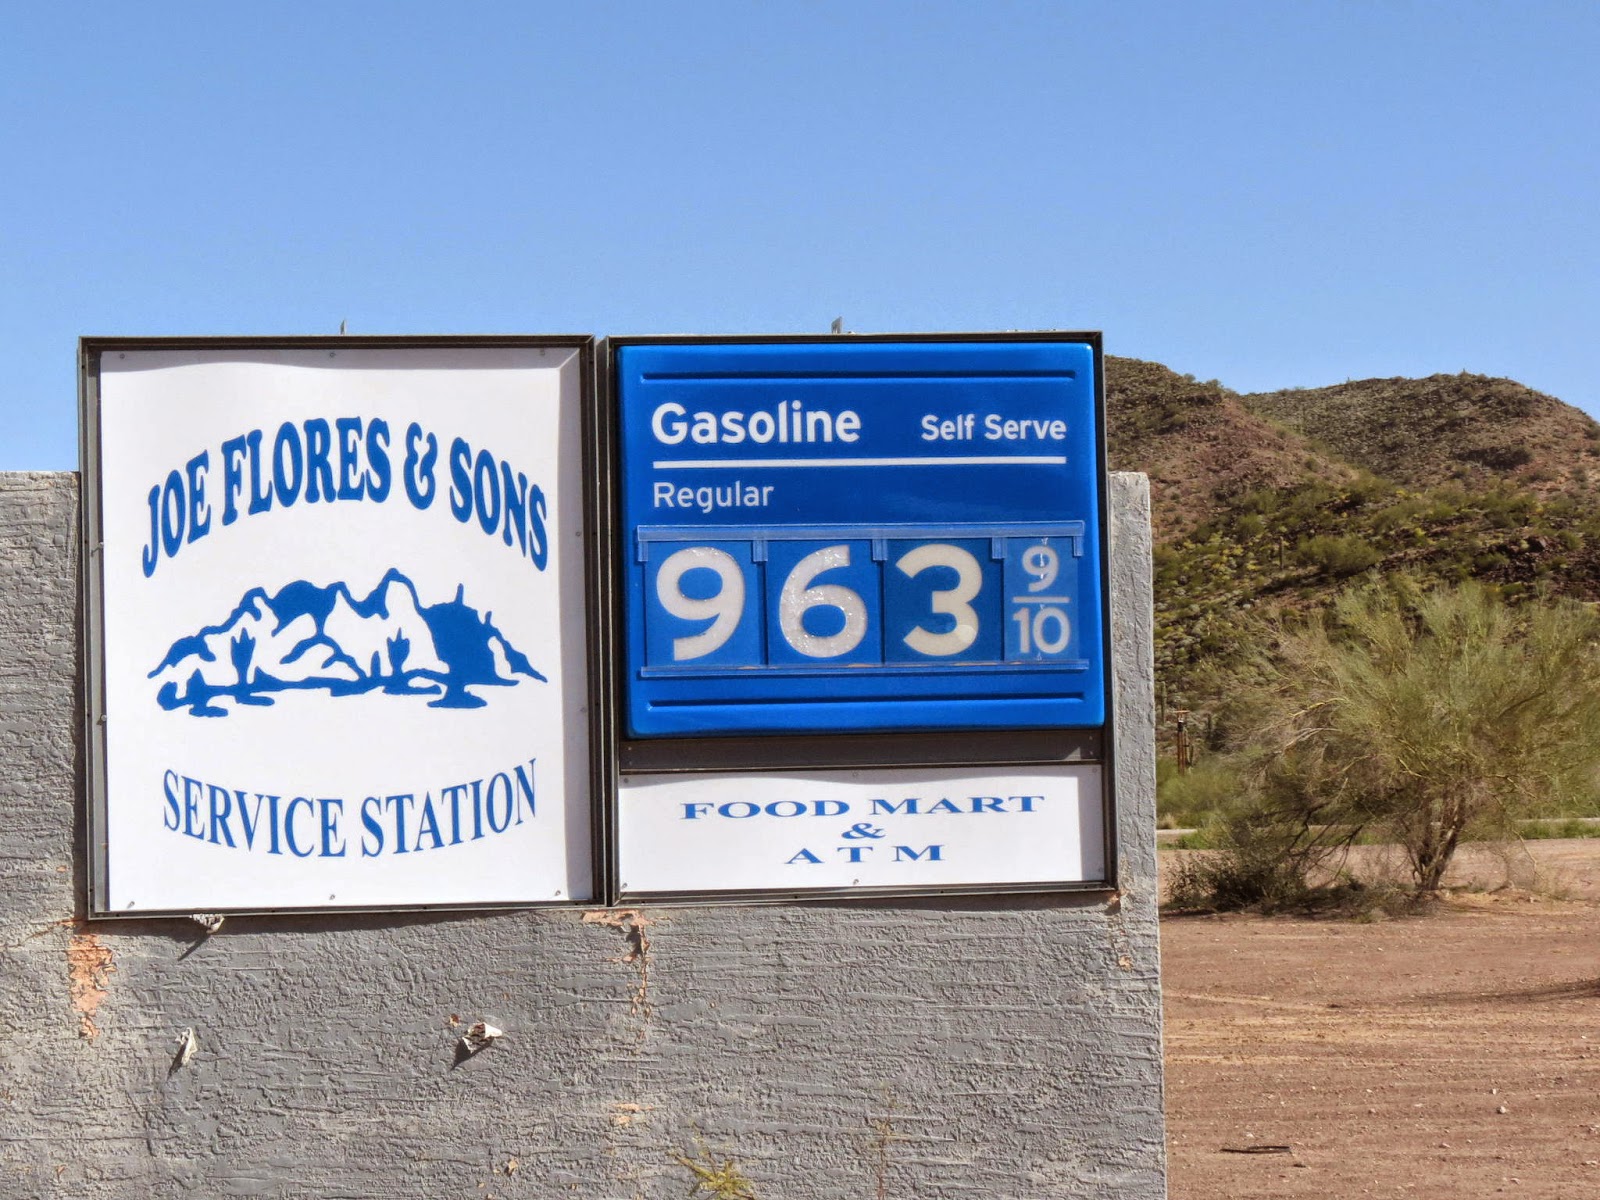 JOE FLORES & SONS
SERVICE STATION
Gasoline Self Serve
Regular
963 9/10
FOOD MART
&
ATM